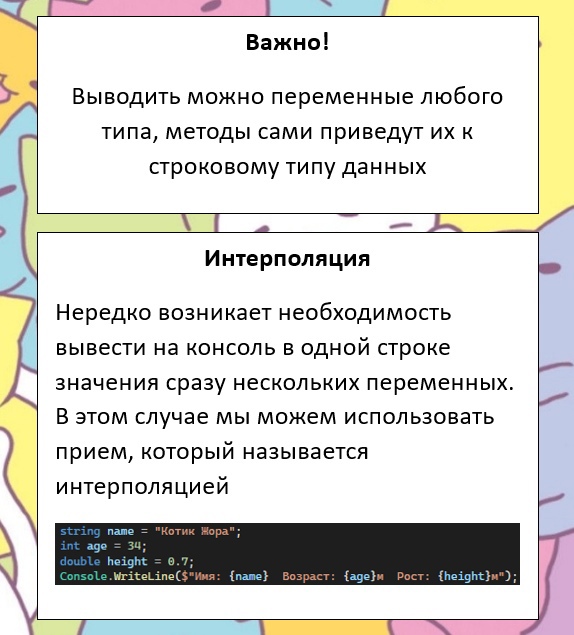 Важно!
Выводить можно переменные любого
типа, методы сами приведут их к
строковому типу данных
Интерполяция
Нередко возникает необходимость
вывести на консоль в одной строке
значения сразу нескольких переменных.
В этом случае мы можем использовать
прием, который называется
интерполяцией
string name = "Котик Жора";
int age = 34;
double height = 0.7;
Console.WriteLine($"Имя: {name}  Возраст: {age}м  Рост: {height}м");